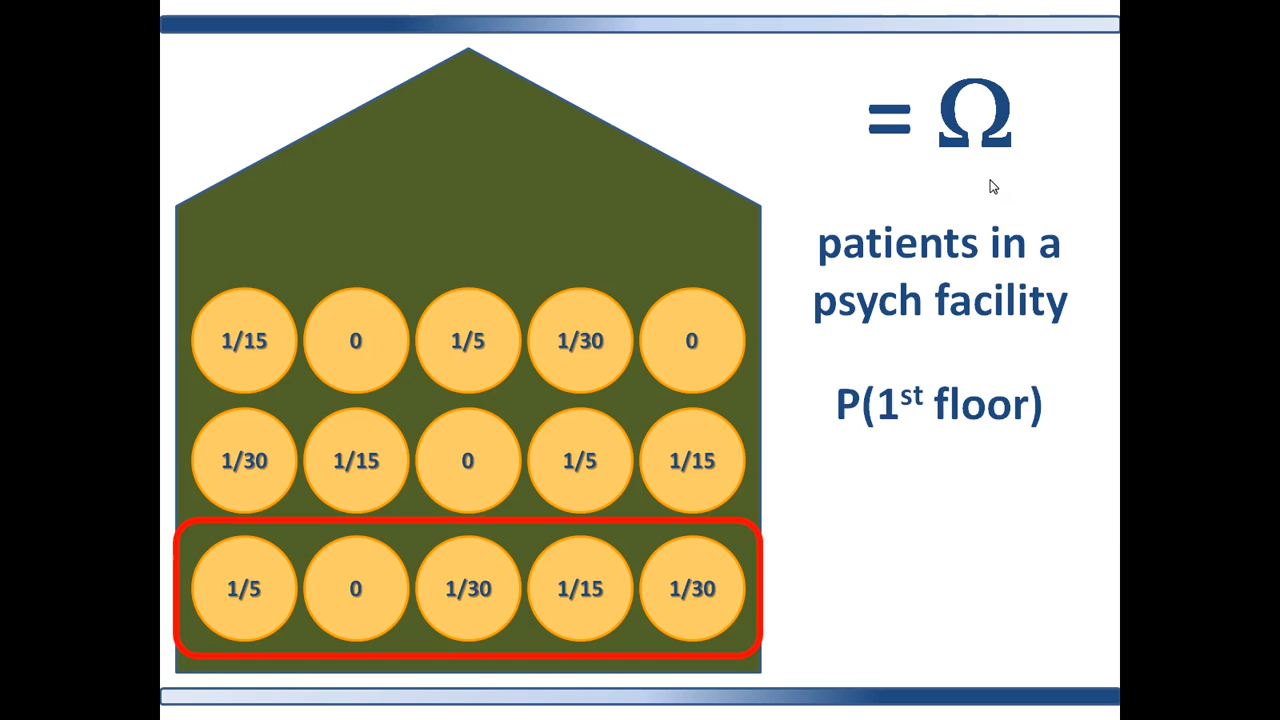 = Ω
patients in a
psych facility
P(1st floor)
1/15 0 1/5 1/30 0
1/30 1/15 0 1/5 1/15
1/5 0 1/30 1/15 1/30